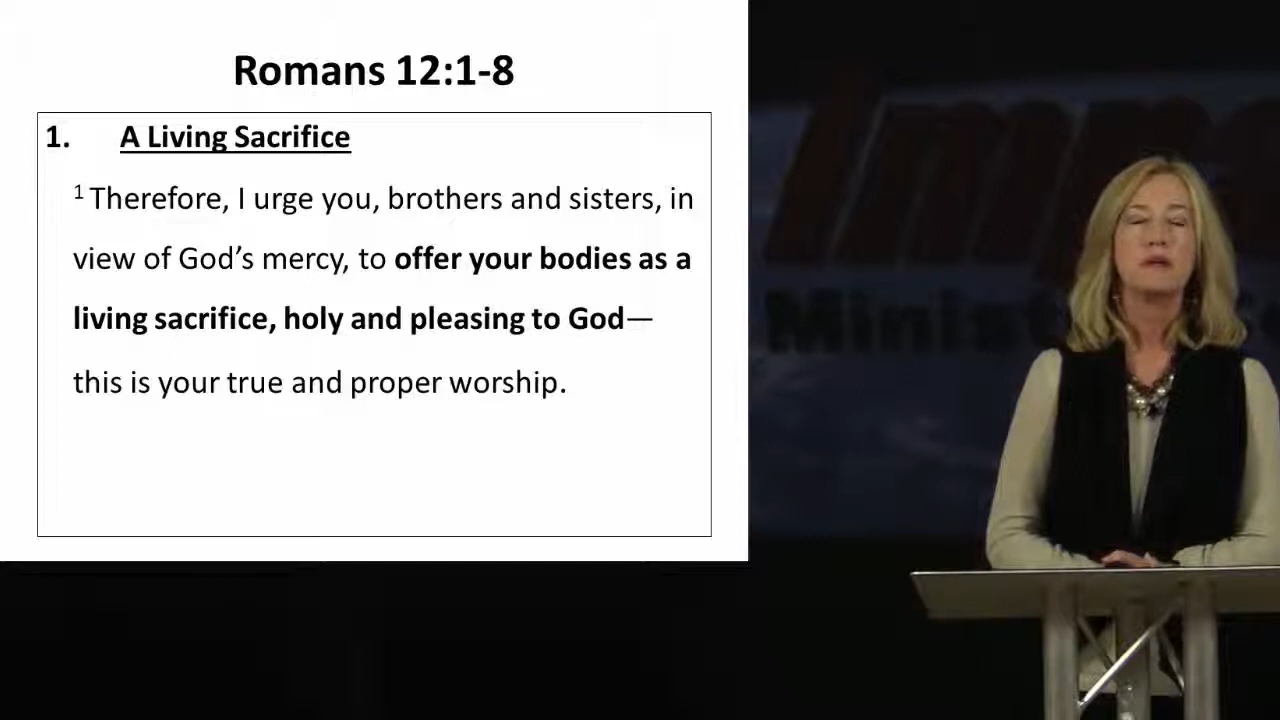 Romans 12:1-8
1. A Living Sacrifice
1 Therefore, I urge you, brothers and sisters, in
view of God’s mercy, to offer your bodies as a
living sacrifice, holy and pleasing to God—
this is your true and proper worship.